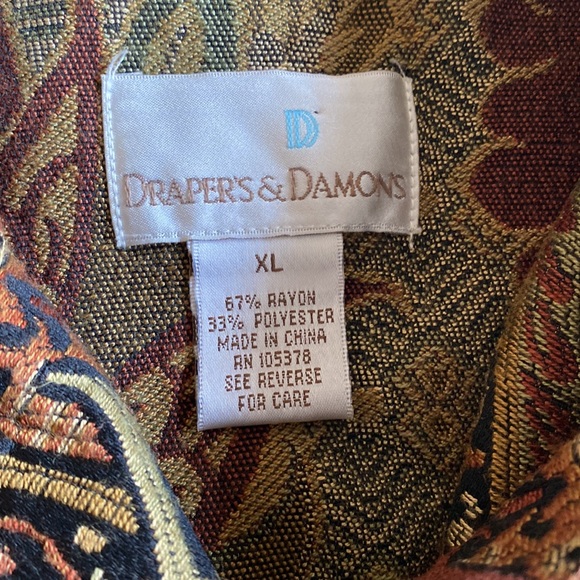 D
DRAPER'S & DAMON'S
XL
67% RAYON
33% POLYESTER
MADE IN CHINA
RN 105378
SEE REVERSE
FOR CARE